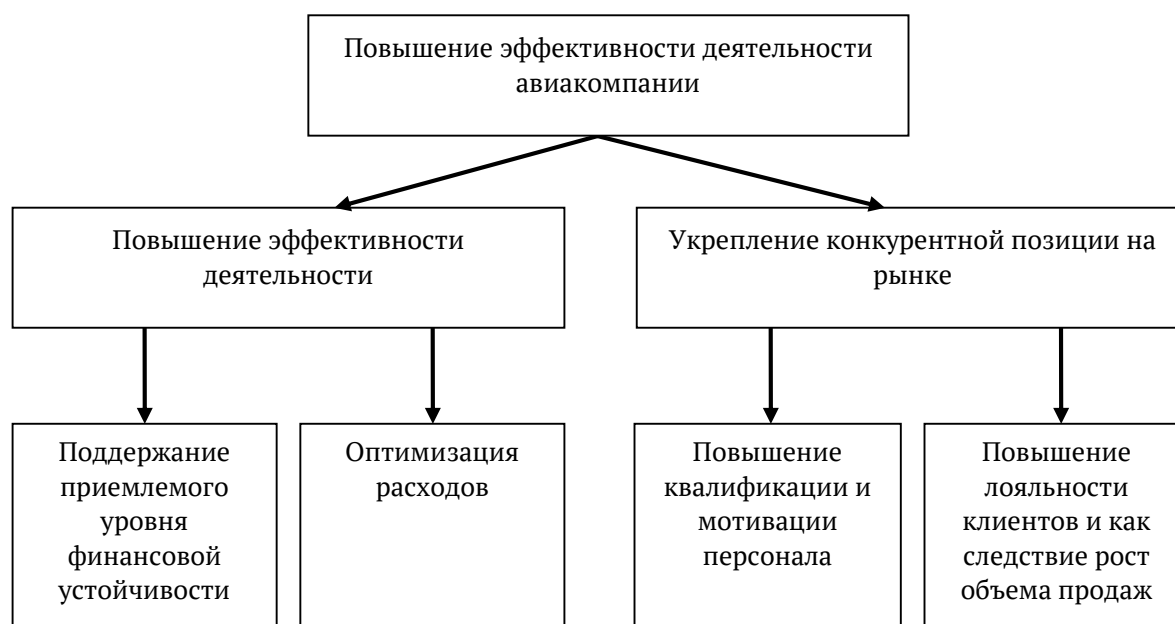 Повышение эффективности деятельности
авиакомпании
Повышение эффективности
деятельности
Укрепление конкурентной позиции на
рынке
Поддержание
приемлемого
уровня
финансовой
устойчивости
Оптимизация
расходов
Повышение
квалификации и
мотивации
персонала
Повышение
лояльности
клиентов и как
следствие рост
объема продаж